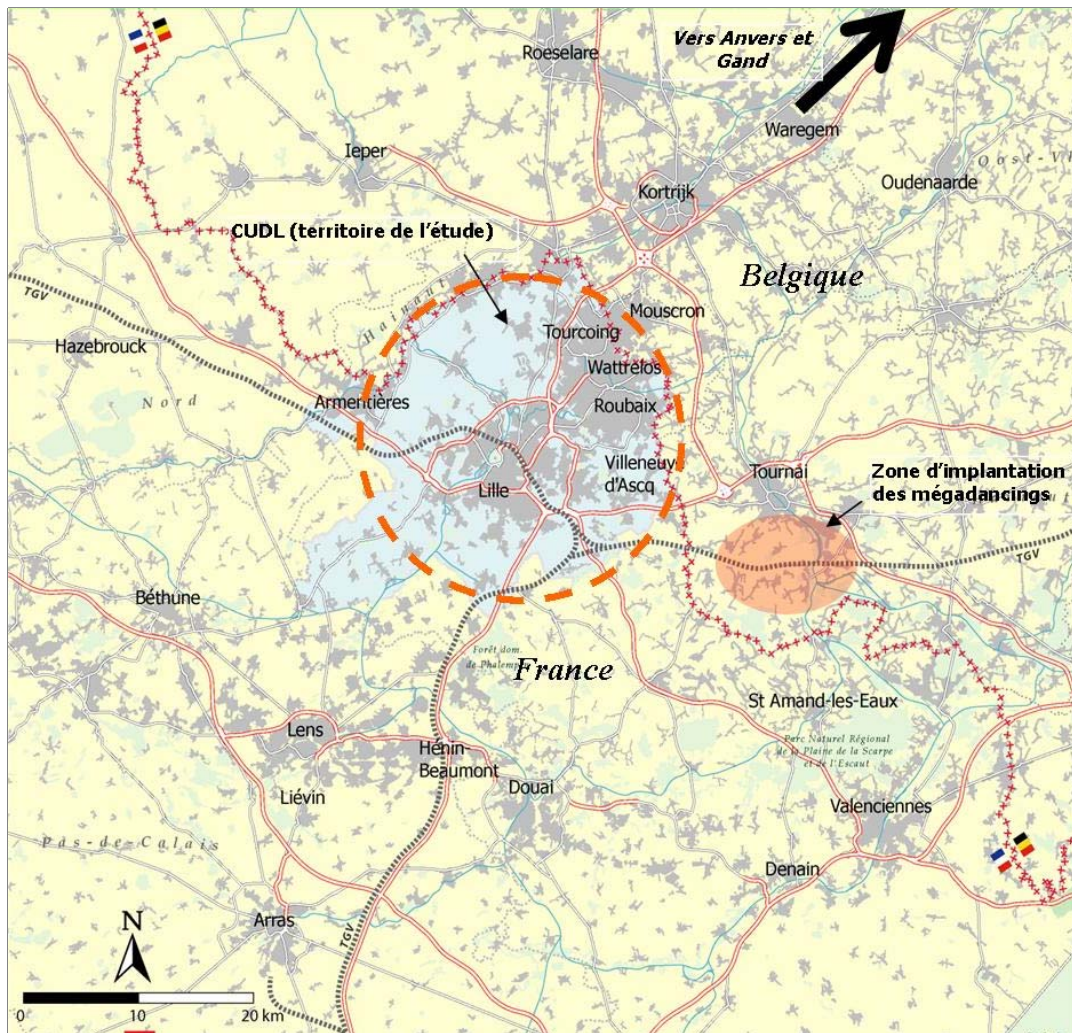 Roeselare
Vers Anvers et
Gand
Waregem
Ieper
Oost-Vl
Kortrijk
Oudenaarde
CUDL (territoire de l'étude)
Belgique
TGV
Hainaut
Mouscron
Tourcoing
Hazebrouck
Wattrelos
Nord
Armentières
Roubaix
Villeneuve
d'Ascq
Tournai
Zone d'implantation
des mégadancings
Lille
TGV
Béthune
Forêt dom.
de Phalemp
France
St Amand-les-Eaux
Lens
Parc Naturel Régional
de la Plaine de la Scarpe
et de l'Escaut
Hénin-
Beaumont
Douai
Liévin
Valenciennes
Pas-de-Calais
Denain
N
Arras
TGV
0
10
20 km